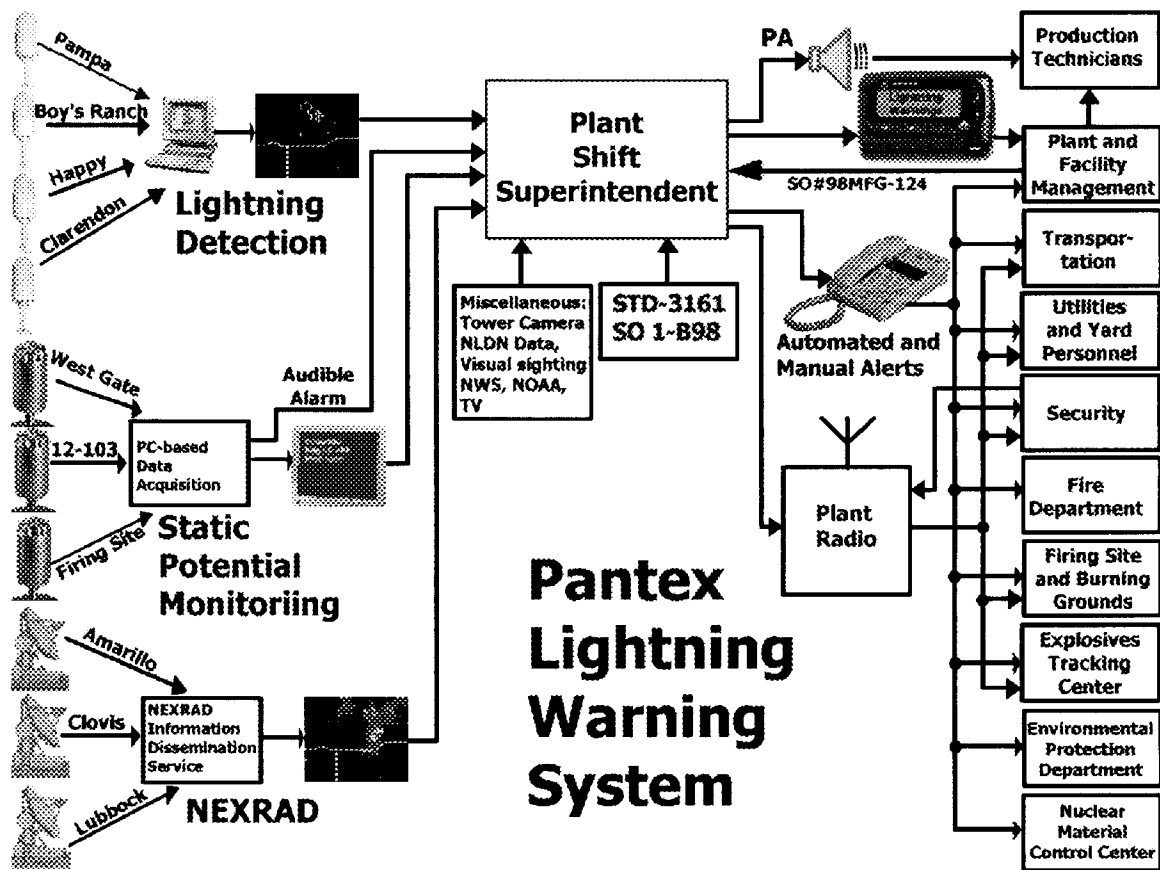 Pampa
Boy's Ranch
Happy
Clarendon
Lightning
Detection
West Gate
12-103
Firing Site
PC-based
Data
Acquisition
Audible
Alarm
Static
Potential
Monitoriing
Amarillo
Clovis
Lubbock
NEXRAD
Information
Dissemination
Service
NEXRAD
Plant
Shift
Superintendent
Miscellaneous:
Tower Camera
NLDN Data,
Visual sighting
NWS, NOAA,
TV
STD-3161
SO 1-B98
PA
SO#98MFG-124
Automated and
Manual Alerts
Plant
Radio
Pantex
Lightning
Warning
System
Production
Technicians
Plant and
Facility
Management
Transpor-
tation
Utilities
and Yard
Personnel
Security
Fire
Department
Firing Site
and Burning
Grounds
Explosives
Tracking
Center
Environmental
Protection
Department
Nuclear
Material
Control Center